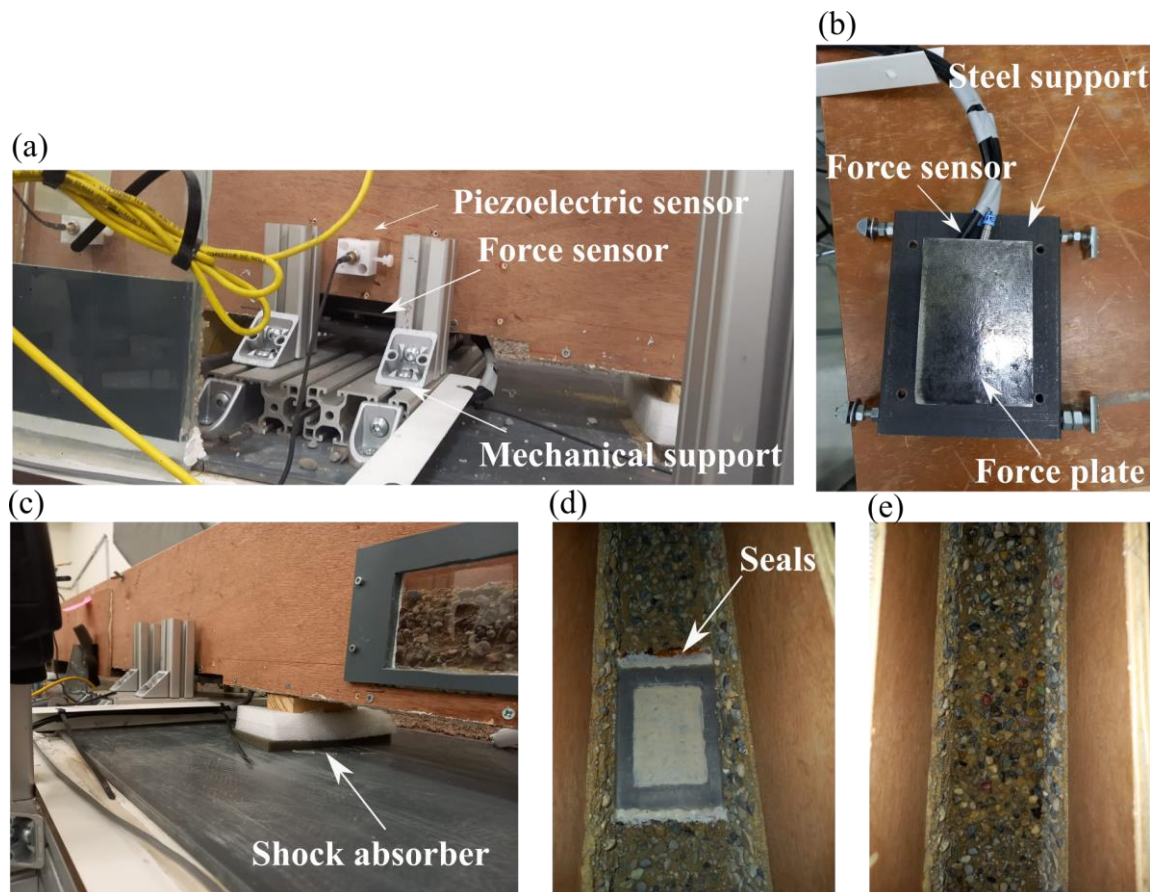 (b)
Steel support
(a)
Force sensor
Piezoelectric sensor
Force sensor
Mechanical support
Force plate
(c)
(d)
(e)
Seals
Shock absorber